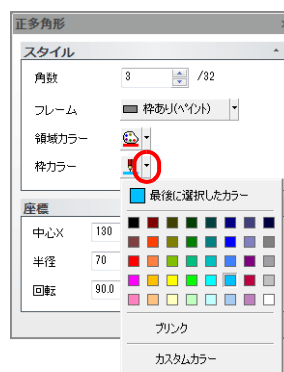 正多角形
スタイル
角数 3 /32
フレーム 枠あり(ペイント)
領域カラー
枠カラー
最後に選択したカラー
座標
中心X 130
半径 70
回転 90.0
ブリンク
カスタムカラー